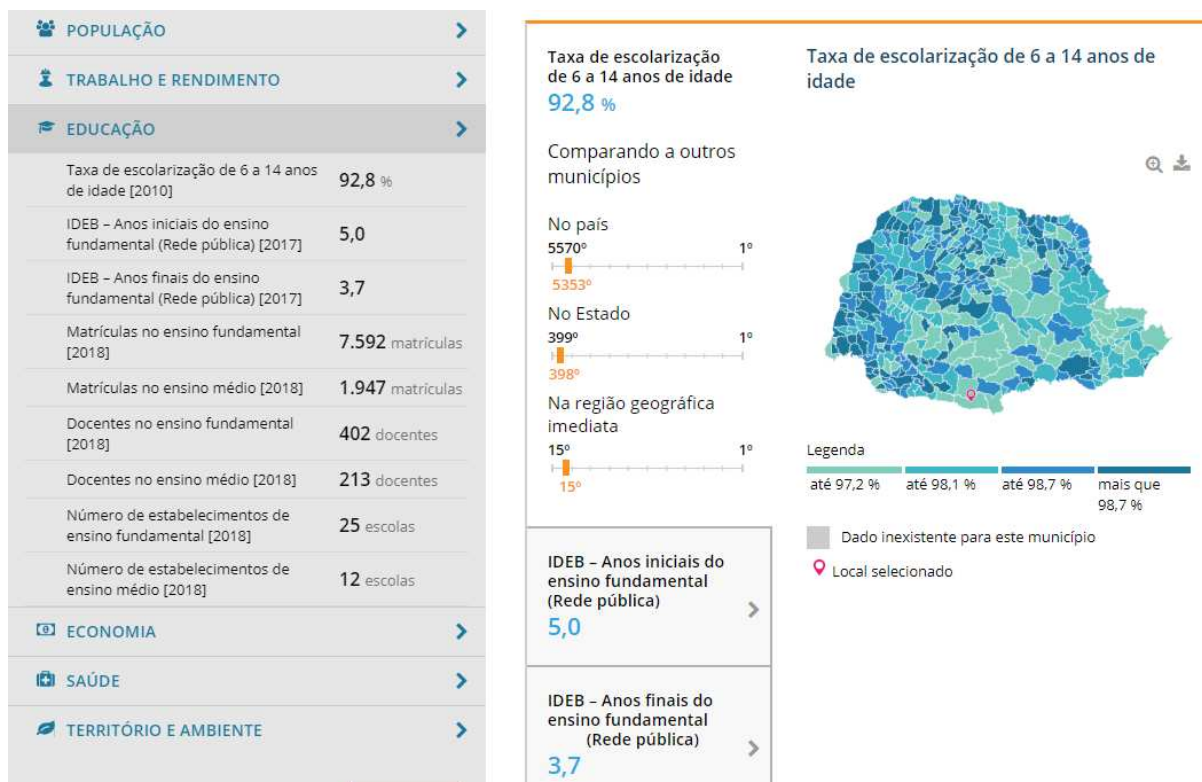 POPULAÇÃO
TRABALHO E RENDIMENTO
EDUCAÇÃO
Taxa de escolarização de 6 a 14 anos
de idade [2010]
92,8 %
IDEB – Anos iniciais do ensino
fundamental (Rede pública) [2017]
5,0
IDEB – Anos finais do ensino
fundamental (Rede pública) [2017]
3,7
Matrículas no ensino fundamental
[2018]
7.592 matrículas
Matrículas no ensino médio [2018]
1.947 matrículas
Docentes no ensino fundamental
[2018]
402 docentes
Docentes no ensino médio [2018]
213 docentes
Número de estabelecimentos de
ensino fundamental [2018]
25 escolas
Número de estabelecimentos de
ensino médio [2018]
12 escolas
ECONOMIA
SAÚDE
TERRITÓRIO E AMBIENTE
Taxa de escolarização
de 6 a 14 anos de idade
92,8 %
Comparando a outros
municípios
No país
5570º 1º
5353º
No Estado
399º 1º
398º
Na região geográfica
imediata
15º 1º
15º
IDEB – Anos iniciais do
ensino fundamental
(Rede pública)
5,0
IDEB – Anos finais do
ensino fundamental
(Rede pública)
3,7
Taxa de escolarização de 6 a 14 anos de
idade
Legenda
até 97,2 %
até 98,1 %
até 98,7 %
mais que
98,7 %
Dado inexistente para este município
Local selecionado